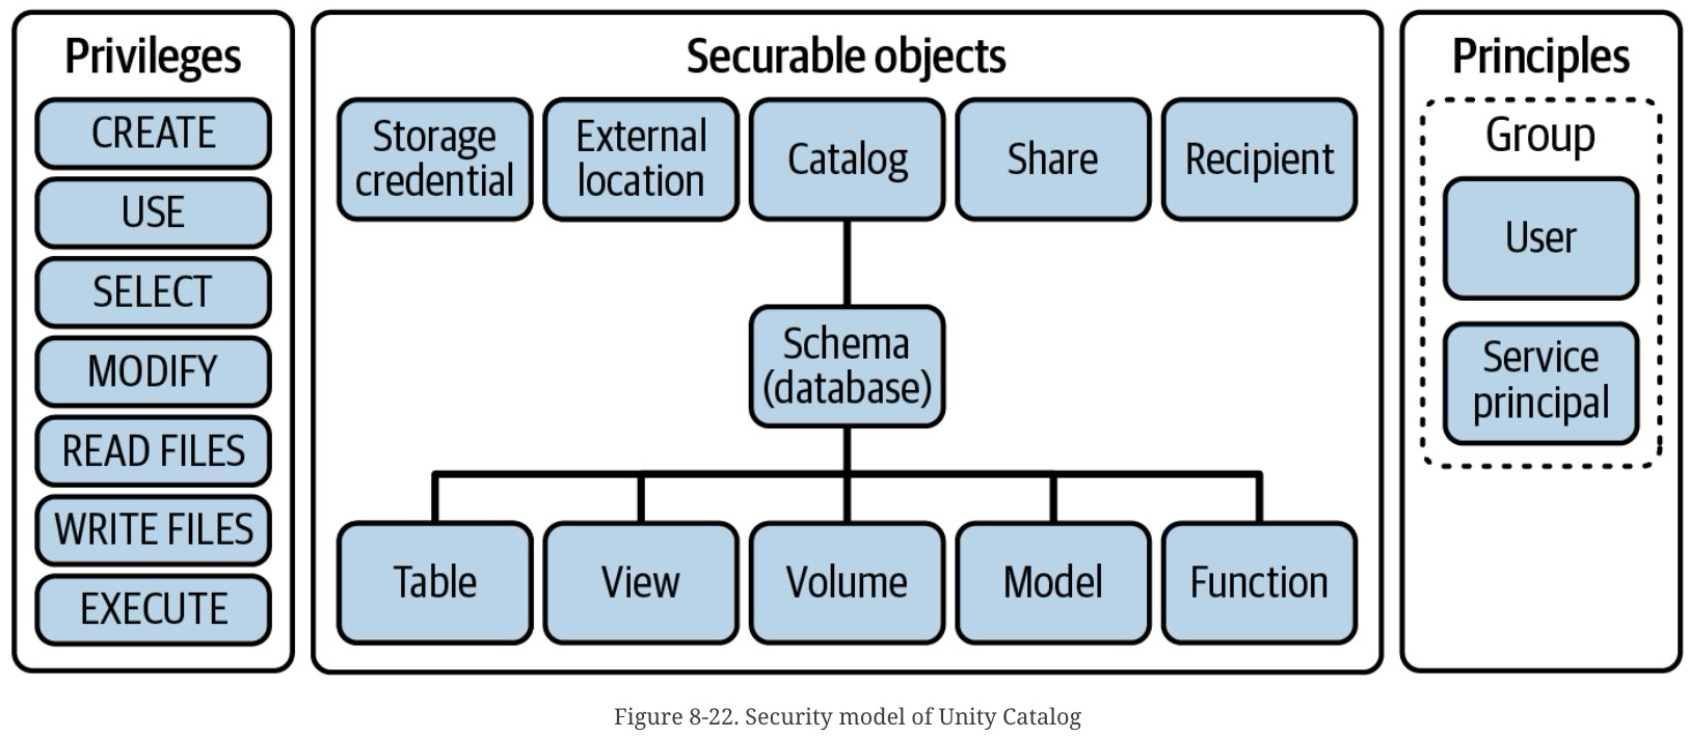 Privileges
CREATE
USE
SELECT
MODIFY
READ FILES
WRITE FILES
EXECUTE
Securable objects
Storage
credential
External
location
Catalog
Share
Recipient
Schema
(database)
Table
View
Volume
Model
Function
Principles
Group
User
Service
principal
Figure 8-22. Security model of Unity Catalog